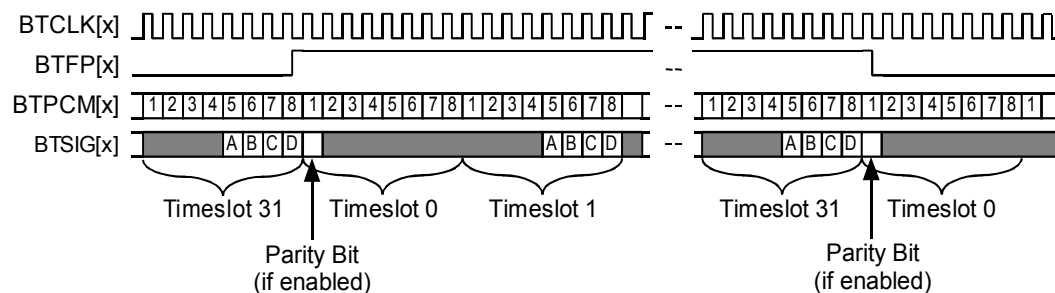 BTCLK[x]
--
BTFP[x]
--
BTPCM[x] 1 2 3 4 5 6 7 8 1 2 3 4 5 6 7 8 1 2 3 4 5 6 7 8 -- 1 2 3 4 5 6 7 8 1 2 3 4 5 6 7 8 1
BTSIG[x] A B C D A B C D -- A B C D
Timeslot 31 Timeslot 0 Timeslot 1 Timeslot 31 Timeslot 0
Parity Bit Parity Bit
(if enabled) (if enabled)